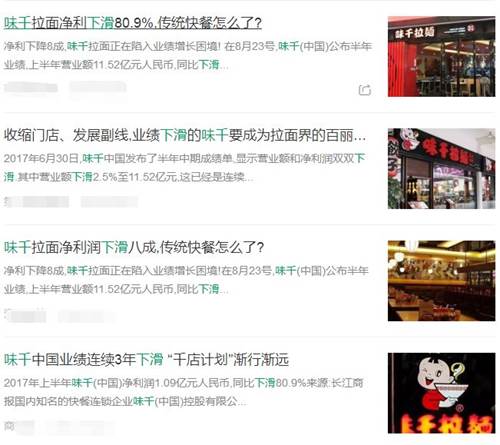 味千拉面净利下滑80.9%,传统快餐怎么了?
净利下降8成,味千拉面正在陷入业绩增长困境! 在8月23号,味千(中国)公布半年
业绩,上半年营业额11.52亿元人民币,同比下滑...
味千拉麺
收缩门店、发展副线,业绩下滑的味千要成为拉面界的百丽...
2017年6月30日,味千中国发布了半年中期成绩单,显示营业额和净利润双双下
滑.其中营业额2.5%至11.52亿元,这已经是连续...
味千拉麺
味千拉面净利润下滑八成,传统快餐怎么了?
净利下降8成,味千拉面正在陷入业绩增长困境!在8月23号,味千(中国)公布半年
业绩,上半年营业额11.52亿元人民币,同比下滑...
味千中国业绩连续3年下滑 “千店计划”渐行渐远
2017年上半年味千(中国)净利润1.09亿元人民币,同比下滑80.9%来源:长江商
报国内知名的快餐连锁企业味千(中国)控股有限公...
商
味千拉麺